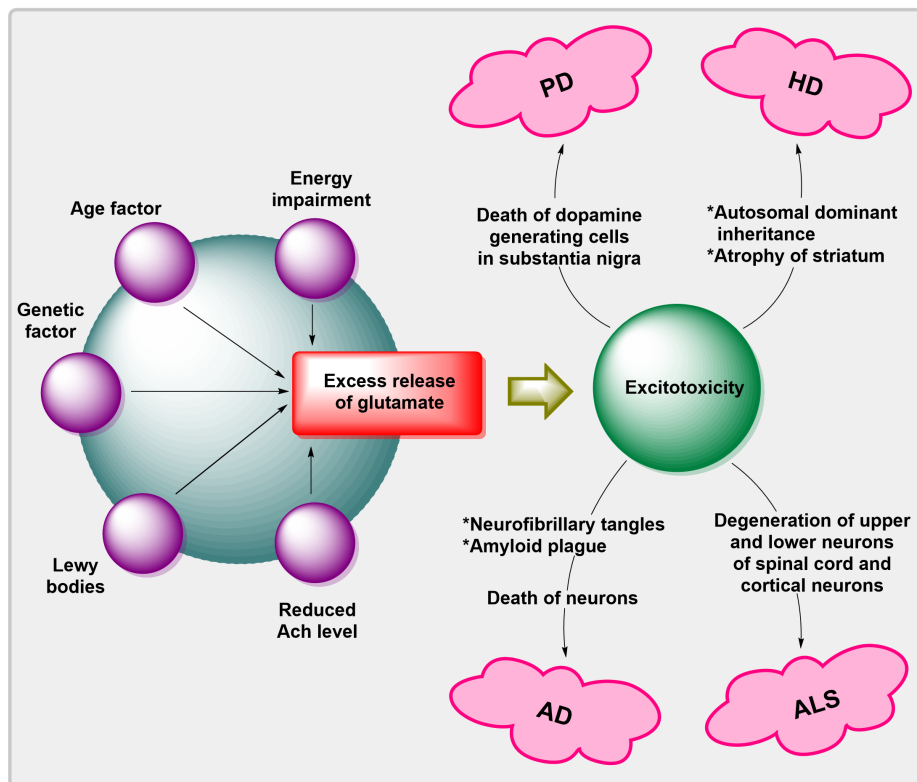 PD
HD
Energy
impairment
Age factor
Death of dopamine
generating cells
in substantia nigra
*Autosomal dominant
inheritance
*Atrophy of striatum
Genetic
factor
Excess release
of glutamate
Excitotoxicity
*Neurofibrillary tangles
*Amyloid plague
Death of neurons
Degeneration of upper
and lower neurons
of spinal cord and
cortical neurons
Lewy
bodies
Reduced
Ach level
AD
ALS